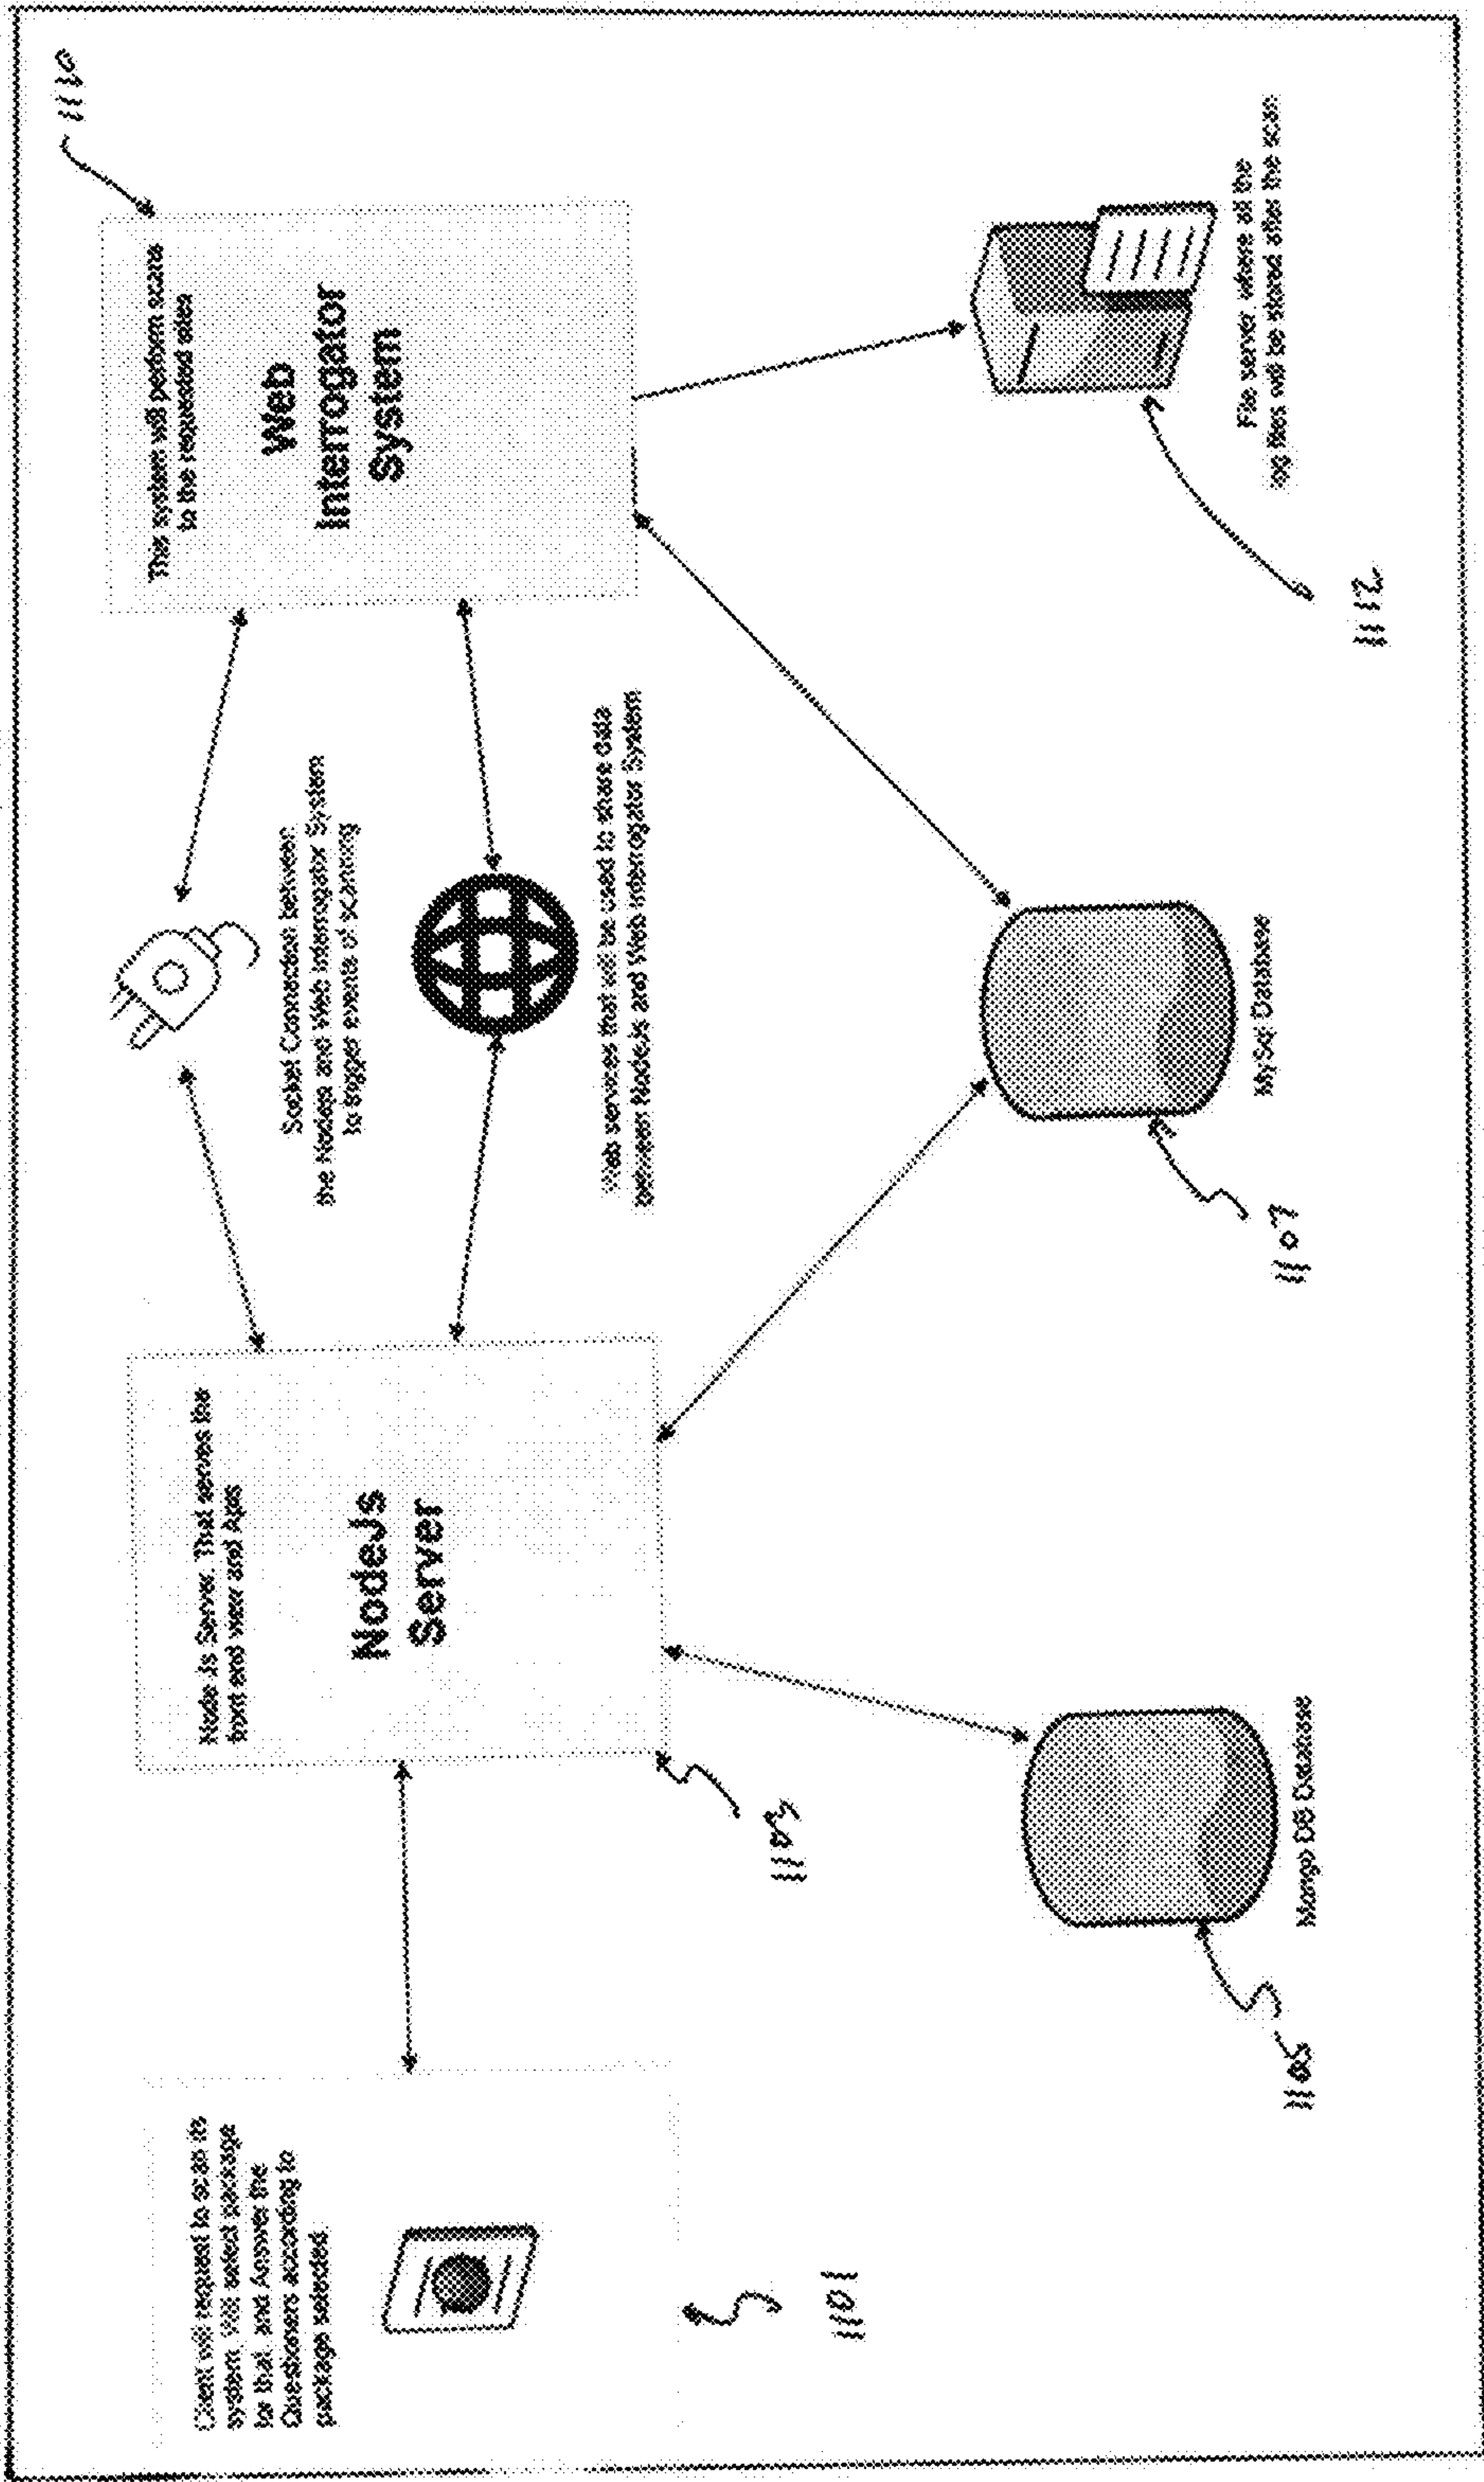 Client will request to scan its
system. Will select package
for that. and Answer the
Questioners according to
package selected
1101
Node Js Server. That serves the
front end view and Apis
NodeJs
Server
1103
Socket Connection between
the Nodejs and Web Interrogator System
to trigger events of scanning
Web services that will be used to share data
between NodeJs and Web Interrogator System
This system will perform scans
to the requested sites
Web
Interrogator
System
1110
Mongo DB Database
1105
MySql Database
1107
File server where all the
log files will be stored after the scan
1112